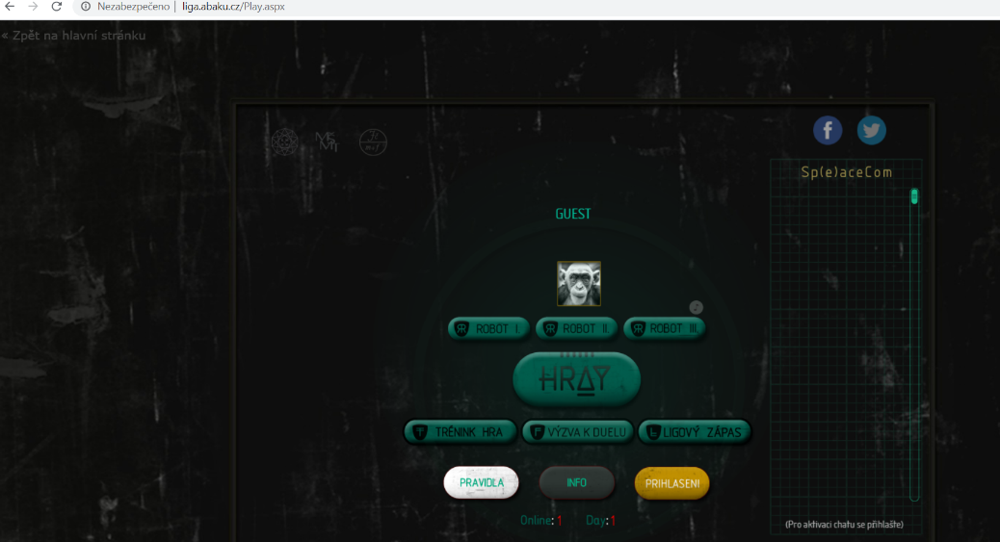 Nezabezpečeno | liga.abaku.cz/Play.aspx
« Zpět na hlavní stránku
f
Sp(e)aceCom
GUEST
ROBOT I
ROBOT II
ROBOT III
HRAY
TRÉNINK HRA
VÝZVA K DUELU
LIGOVÝ ZÁPAS
PRAVIDLA
INFO
PRIHLASENI
Online: 1
Day: 1
(Pro aktivaci chatu se přihlašte)